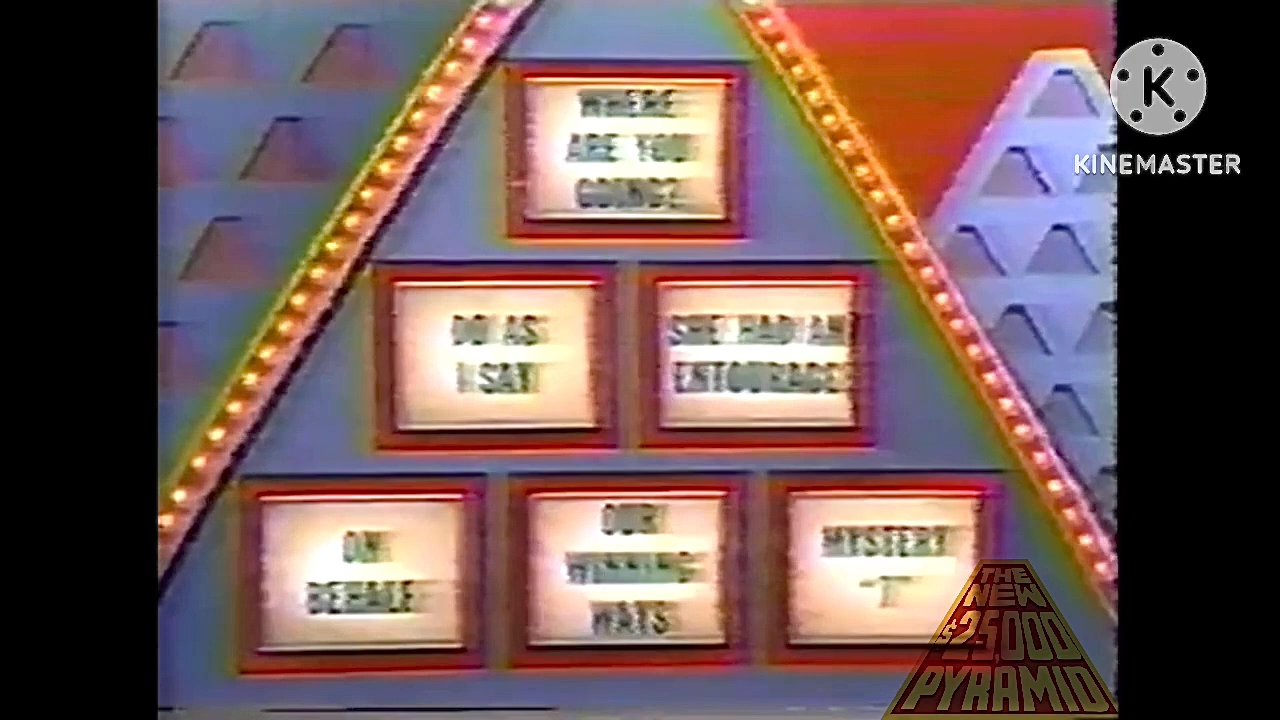 WHERE
ARE YOU
GOING?
DO AS
I SAY
SHE HAD AN
ENTOURAGE
ON
BEHALF
OUR
WINNING
WAYS
MYSTERY
"7"
K
KINEMASTER
THE
NEW
$25,000
PYRAMID